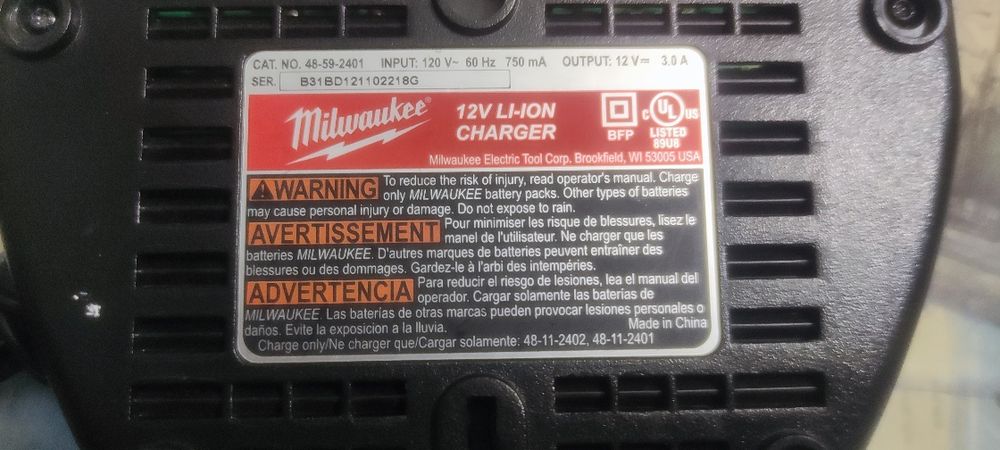 CAT. NO. 48-59-2401 INPUT: 120 V~ 60 Hz 750 mA OUTPUT: 12 V⎓ 3.0 A
SER. B31BD121102218G
Milwaukee®
12V LI-ION
CHARGER
BFP
C UL US
LISTED
89U8
Milwaukee Electric Tool Corp. Brookfield, WI 53005 USA
WARNING To reduce the risk of injury, read operator's manual. Charge
only MILWAUKEE battery packs. Other types of batteries
may cause personal injury or damage. Do not expose to rain.
AVERTISSEMENT Pour minimiser les risque de blessures, lisez le
manel de l'utilisateur. Ne charger que les
batteries MILWAUKEE. D'autres marques de batteries peuvent entraîner des
blessures ou des dommages. Gardez-le à l'arbi des intempéries.
ADVERTENCIA Para reducir el riesgo de lesiones, lea el manual del
operador. Cargar solamente las baterías de
MILWAUKEE. Las baterías de otras marcas pueden provocar lesiones personales o
daños. Evite la exposicion a la lluvia. Made in China
Charge only/Ne charger que/Cargar solamente: 48-11-2402, 48-11-2401